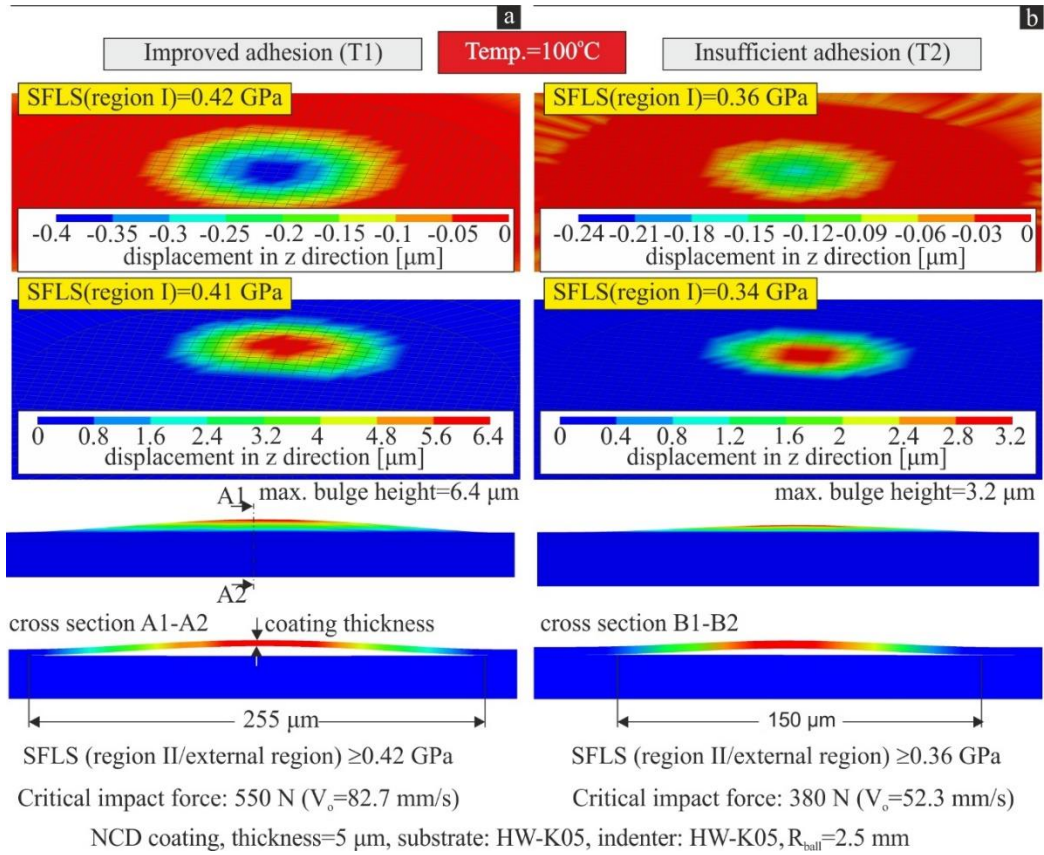 a
b
Improved adhesion (T1)
Temp.=100°C
Insufficient adhesion (T2)
SFLS(region I)=0.42 GPa
-0.4 -0.35 -0.3 -0.25 -0.2 -0.15 -0.1 -0.05 0
displacement in z direction [μm]
SFLS(region I)=0.36 GPa
-0.24 -0.21 -0.18 -0.15 -0.12 -0.09 -0.06 -0.03 0
displacement in z direction [μm]
SFLS(region I)=0.41 GPa
0 0.8 1.6 2.4 3.2 4 4.8 5.6 6.4
displacement in z direction [μm]
SFLS(region I)=0.34 GPa
0 0.4 0.8 1.2 1.6 2 2.4 2.8 3.2
displacement in z direction [μm]
A1
max. bulge height=6.4 μm
max. bulge height=3.2 μm
A2
cross section A1-A2
coating thickness
cross section B1-B2
255 μm
150 μm
SFLS (region II/external region) ≥0.42 GPa
SFLS (region II/external region) ≥0.36 GPa
Critical impact force: 550 N (Vₒ=82.7 mm/s)
Critical impact force: 380 N (Vₒ=52.3 mm/s)
NCD coating, thickness=5 μm, substrate: HW-K05, indenter: HW-K05, R_ball=2.5 mm